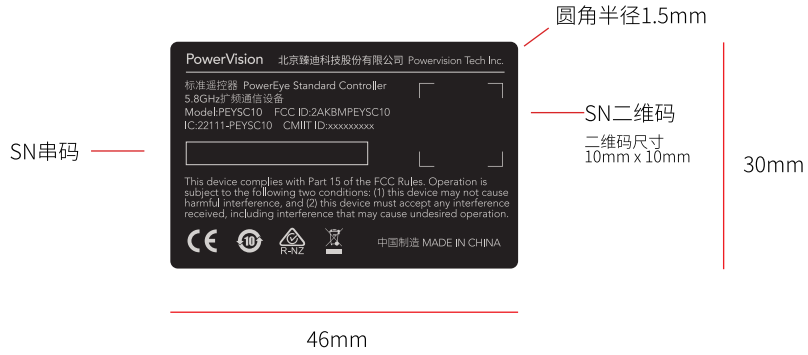 圆角半径1.5mm
PowerVision 北京臻迪科技股份有限公司 Powervision Tech Inc.
标准遥控器 PowerEye Standard Controller
5.8GHz扩频通信设备
Model:PEYSC10 FCC ID:2AKBMPEYSC10
IC:22111-PEYSC10 CMIIT ID:xxxxxxxxx
SN二维码
二维码尺寸
10mm x 10mm
SN串码
30mm
This device complies with Part 15 of the FCC Rules. Operation is
subject to the following two conditions: (1) this device may not cause
harmful interference, and (2) this device must accept any interference
received, including interference that may cause undesired operation.
CE 10 R-NZ 中国制造 MADE IN CHINA
46mm